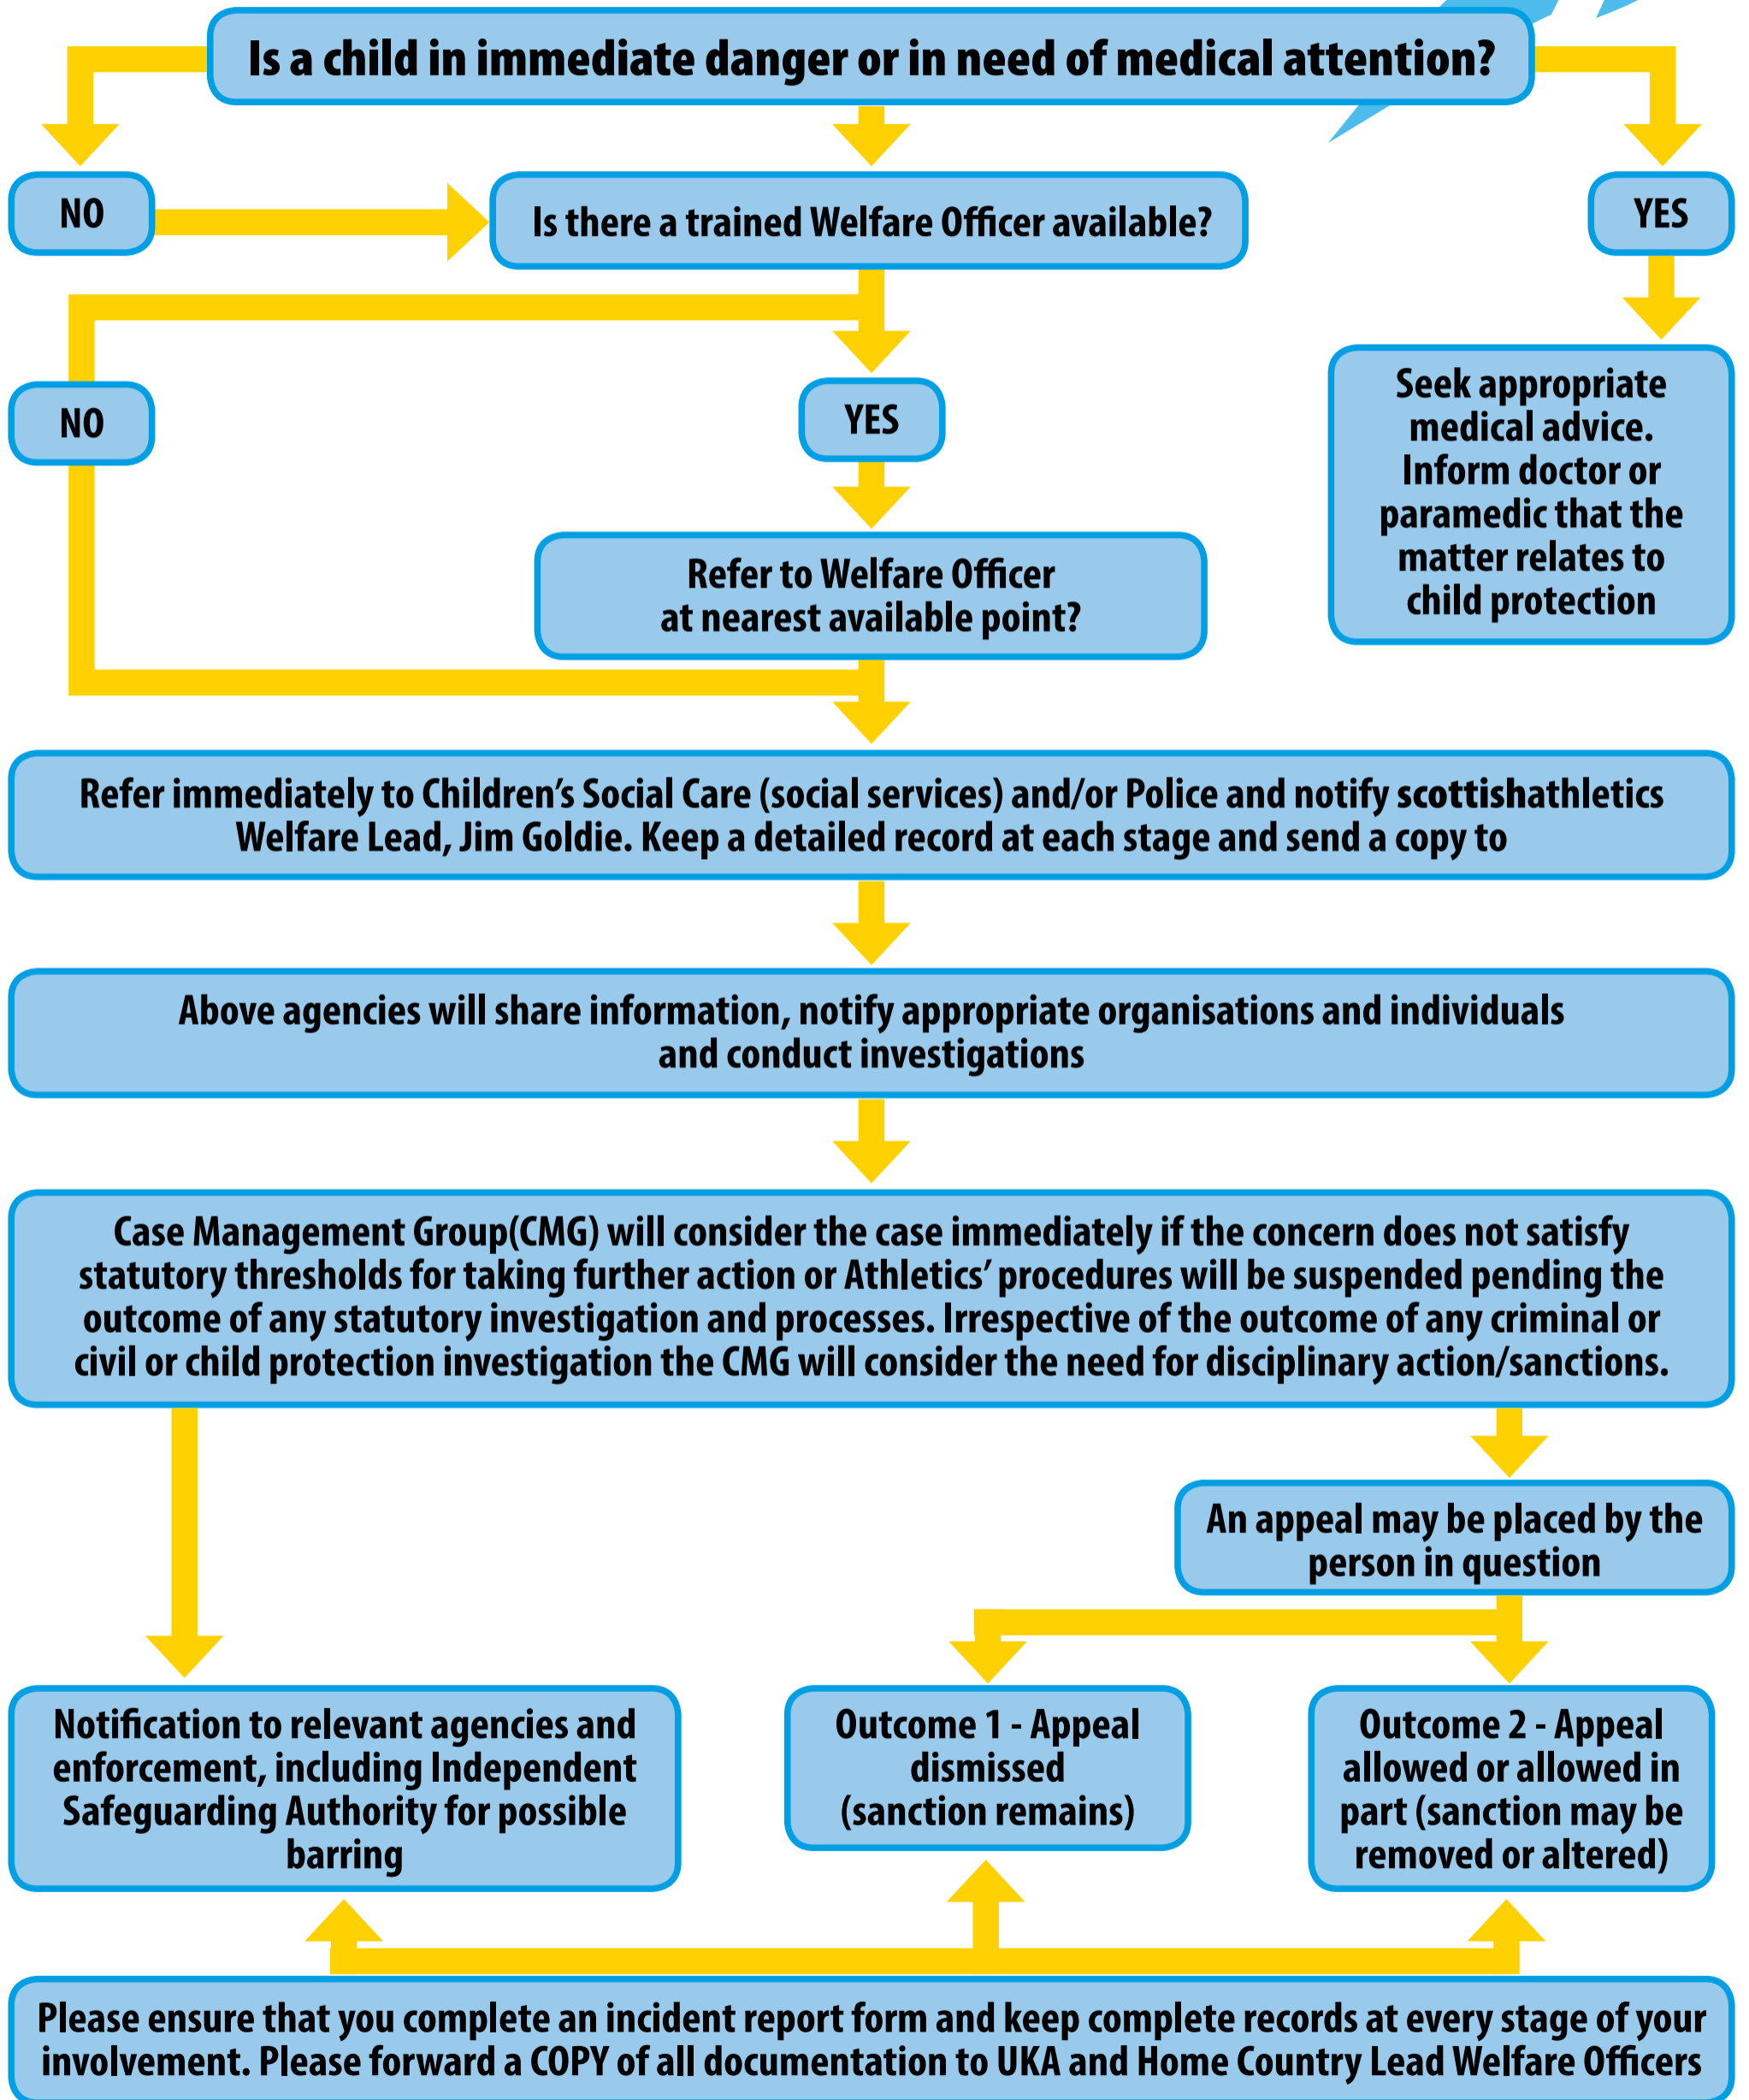 Is a child in immediate danger or in need of medical attention?
NO
Is there a trained Welfare Officer available?
YES
NO
YES
Seek appropriate
medical advice.
Inform doctor or
paramedic that the
matter relates to
child protection
Refer to Welfare Officer
at nearest available point?
Refer immediately to Children's Social Care (social services) and/or Police and notify scottishathletics
Welfare Lead, Jim Goldie. Keep a detailed record at each stage and send a copy to
Above agencies will share information, notify appropriate organisations and individuals
and conduct investigations
Case Management Group(CMG) will consider the case immediately if the concern does not satisfy
statutory thresholds for taking further action or Athletics' procedures will be suspended pending the
outcome of any statutory investigation and processes. Irrespective of the outcome of any criminal or
civil or child protection investigation the CMG will consider the need for disciplinary action/sanctions.
An appeal may be placed by the
person in question
Notification to relevant agencies and
enforcement, including Independent
Safeguarding Authority for possible
barring
Outcome 1 - Appeal
dismissed
(sanction remains)
Outcome 2 - Appeal
allowed or allowed in
part (sanction may be
removed or altered)
Please ensure that you complete an incident report form and keep complete records at every stage of your
involvement. Please forward a COPY of all documentation to UKA and Home Country Lead Welfare Officers